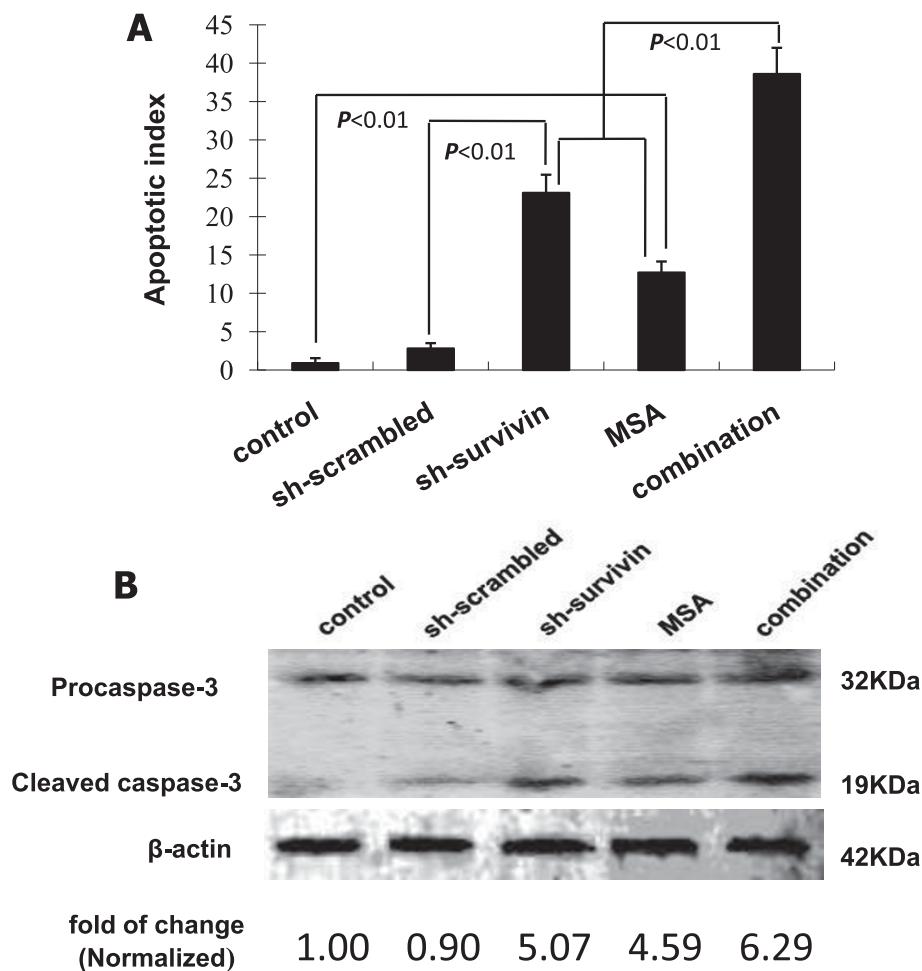 A
Apoptotic index
45
40
35
30
25
20
15
10
5
0
P<0.01
P<0.01
P<0.01
control
sh-scrambled
sh-survivin
MSA
combination
B
control
sh-scrambled
sh-survivin
MSA
combination
Procaspase-3
32KDa
Cleaved caspase-3
19KDa
β-actin
42KDa
fold of change
(Normalized)
1.00 0.90 5.07 4.59 6.29